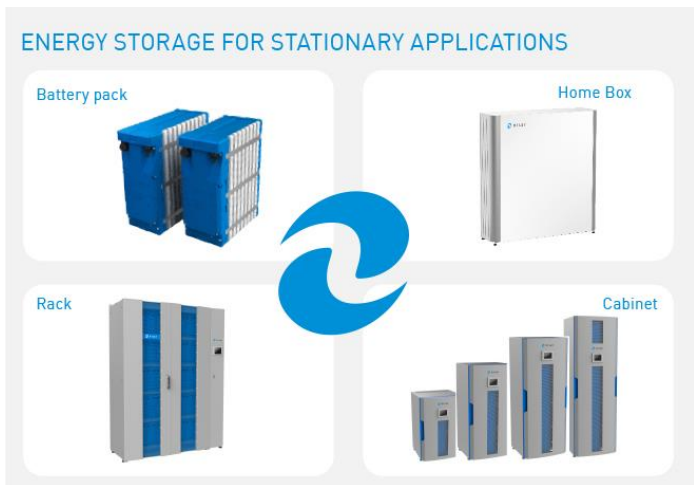 ENERGY STORAGE FOR STATIONARY APPLICATIONS
Battery pack
Home Box
Rack
Cabinet